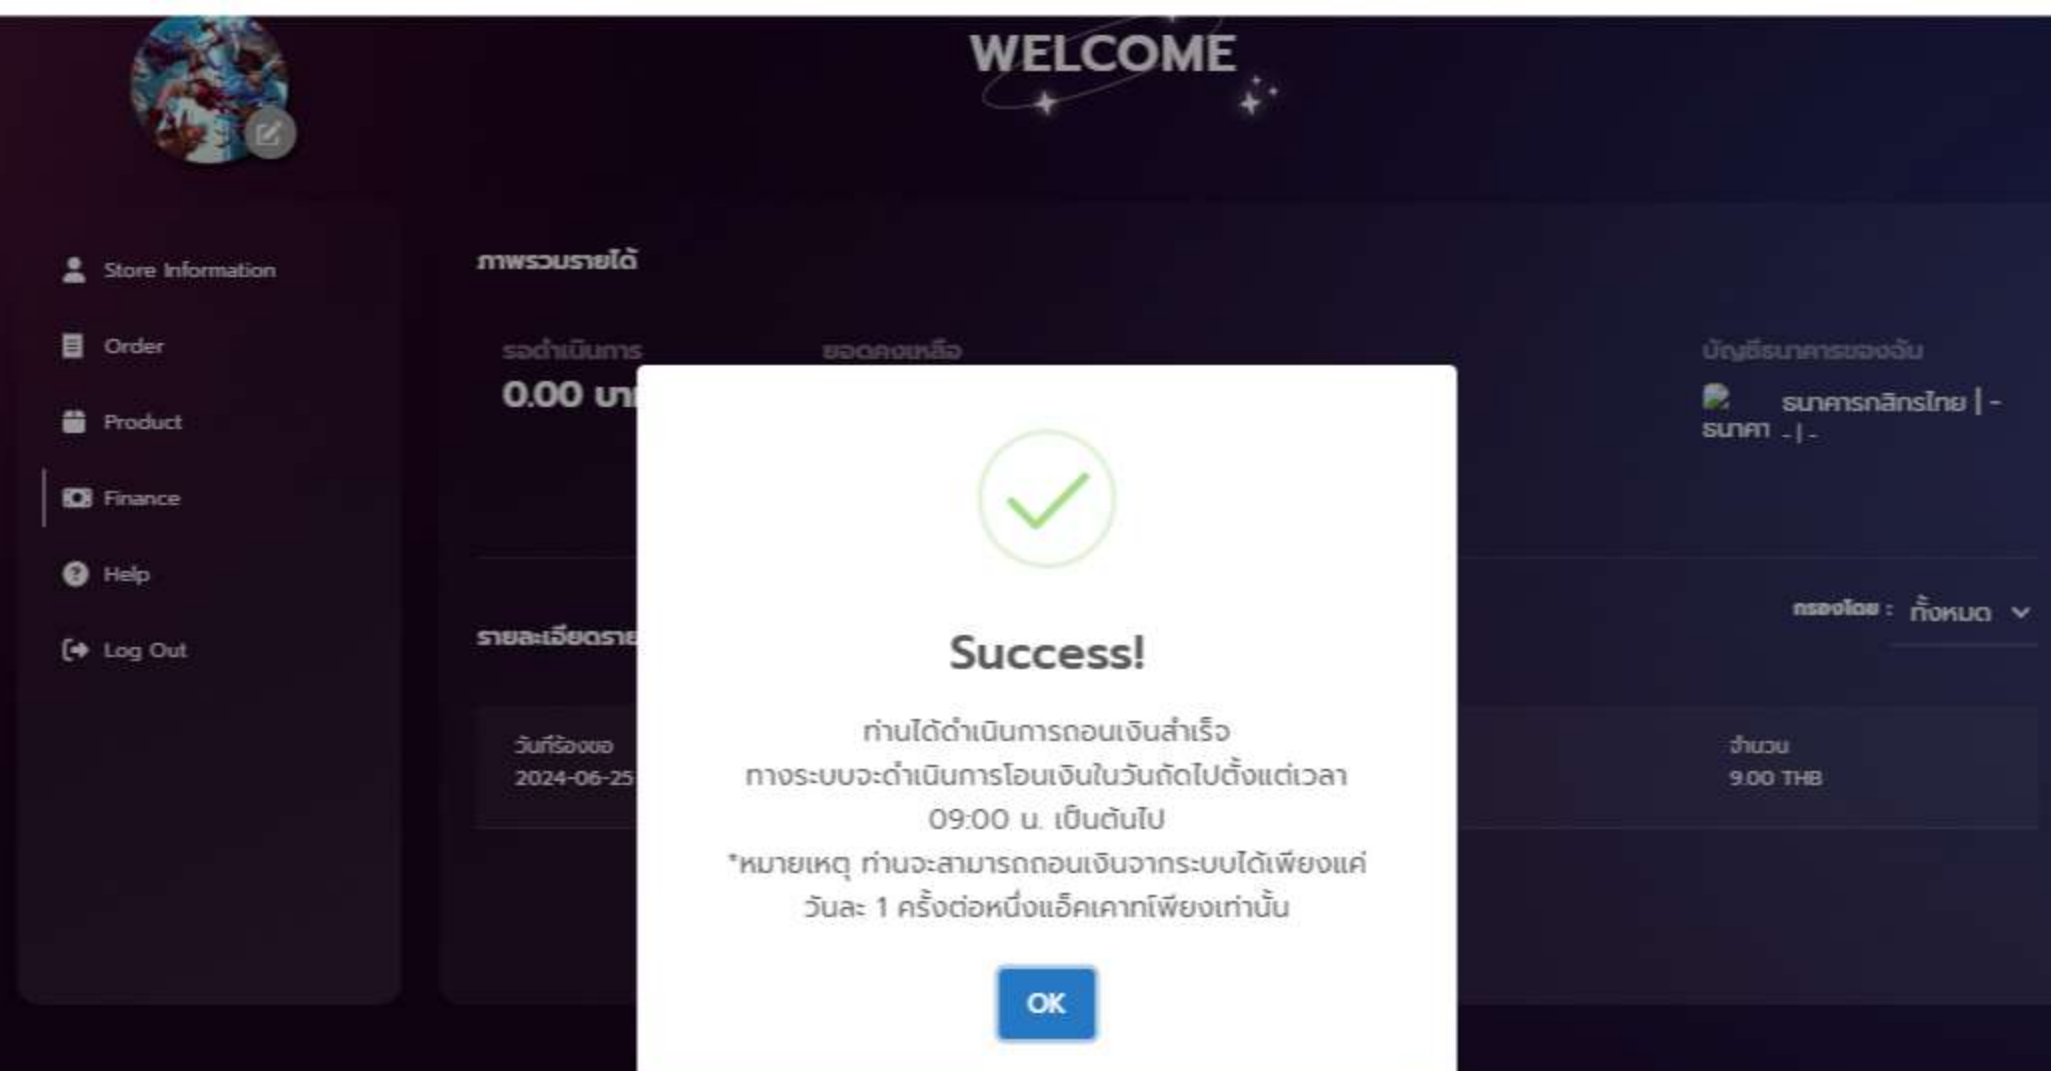 WELCOME
Store Information
Order
Product
Finance
Help
Log Out
ภาพรวมรายได้
รอดำเนินการ
0.00
ยอดคงเหลือ
บัญชีธนาคารของฉัน
ธนาคารกสิกรไทย | -
ธนาคา - | -
กรองโดย : ทั้งหมด
รายละเอียดราย
วันที่ร้องขอ
2024-06-25
จำนวน
9.00 THB
Success!
ท่านได้ดำเนินการถอนเงินสำเร็จ
ทางระบบจะดำเนินการโอนเงินในวันถัดไปตั้งแต่เวลา
09:00 น. เป็นต้นไป
*หมายเหตุ ท่านจะสามารถถอนเงินจากระบบได้เพียงแค่
วันละ 1 ครั้งต่อหนึ่งแอ็คเคาท์เพียงเท่านั้น
OK